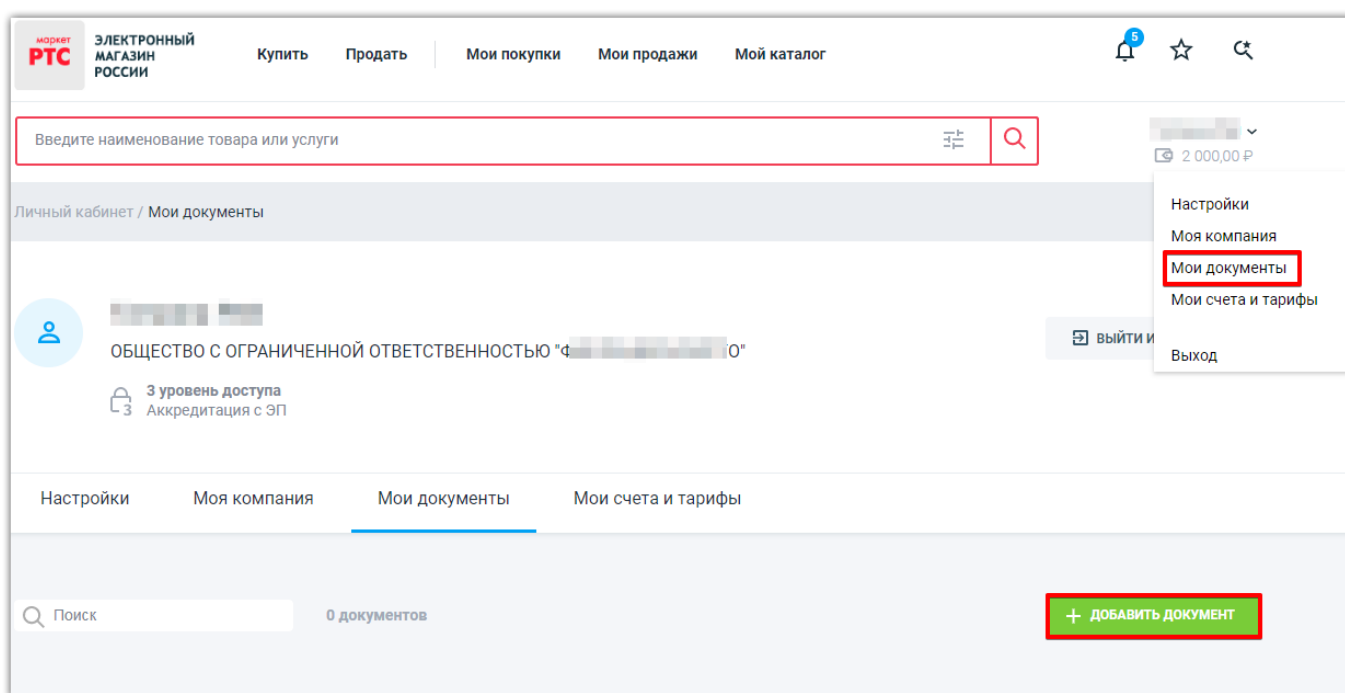 маркет
РТС
ЭЛЕКТРОННЫЙ
МАГАЗИН
РОССИИ
Купить
Продать
Мои покупки
Мои продажи
Мой каталог
5
Введите наименование товара или услуги
2 000,00 ₽
Личный кабинет / Мои документы
Настройки
Моя компания
Мои документы
Мои счета и тарифы
Выход
ОБЩЕСТВО С ОГРАНИЧЕННОЙ ОТВЕТСТВЕННОСТЬЮ "Ф О"
3
3 уровень доступа
Аккредитация с ЭП
ВЫЙТИ И
Настройки
Моя компания
Мои документы
Мои счета и тарифы
Поиск
0 документов
+ ДОБАВИТЬ ДОКУМЕНТ